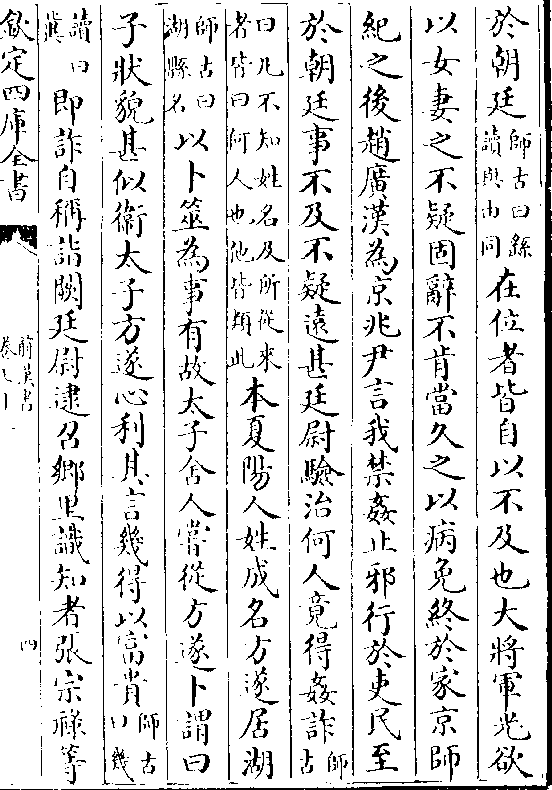 於朝廷師古曰繇讀與由同在位者皆自以不及也大將軍光欲
以女妻之不疑固辭不肯當久之以病免終於家京師
紀之後趙廣漢為京兆尹言我禁姦止邪行於吏民至
於朝廷事不及不疑遠甚廷尉驗治何人竟得姦詐師古
曰凡不知姓名及所從來者皆曰何人也他皆類此本夏陽人姓成名方遂居湖
師古曰湖縣名以卜筮為事有故太子舍人嘗從方遂卜謂曰
子狀貌甚似衞太子方遂心利其言幾得以富貴師古曰幾
讀曰冀即詐自稱詣闕廷尉逮召鄉里識知者張宗祿等
欽定四庫全書
前漢書
四